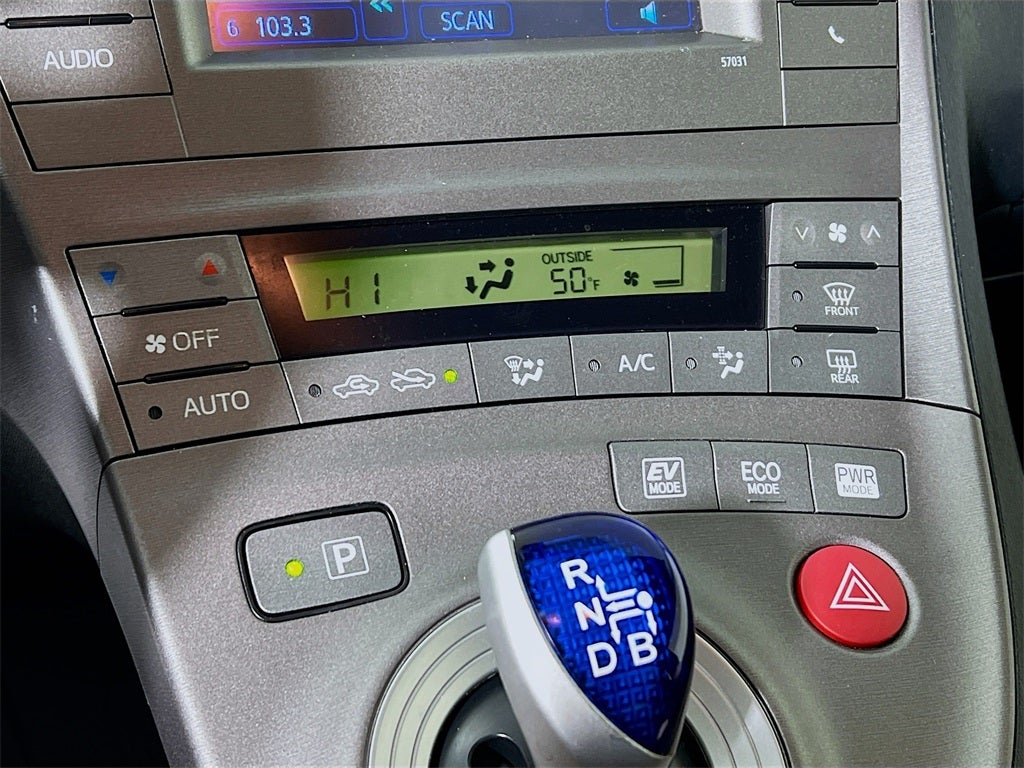 6 103.3
SCAN
AUDIO
57031
HI
OUTSIDE
50°F
OFF
AUTO
A/C
FRONT
REAR
EV
MODE
ECO
MODE
PWR
MODE
P
R
N
D B